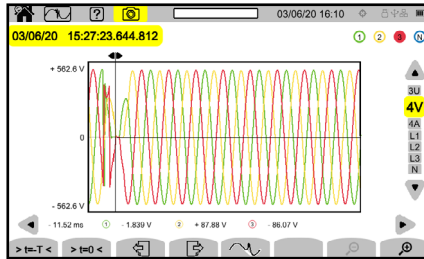 ?
03/06/20 16:10
03/06/20 15:27:23.644.812
1 2 3 N
+ 562.6 V
0
- 562.6 V
3U
4V
4A
L1
L2
L3
N
- 11.52 ms 1 - 1.839 V 2 + 87.88 V 3 - 86.07 V
> t=-T < > t=0 <